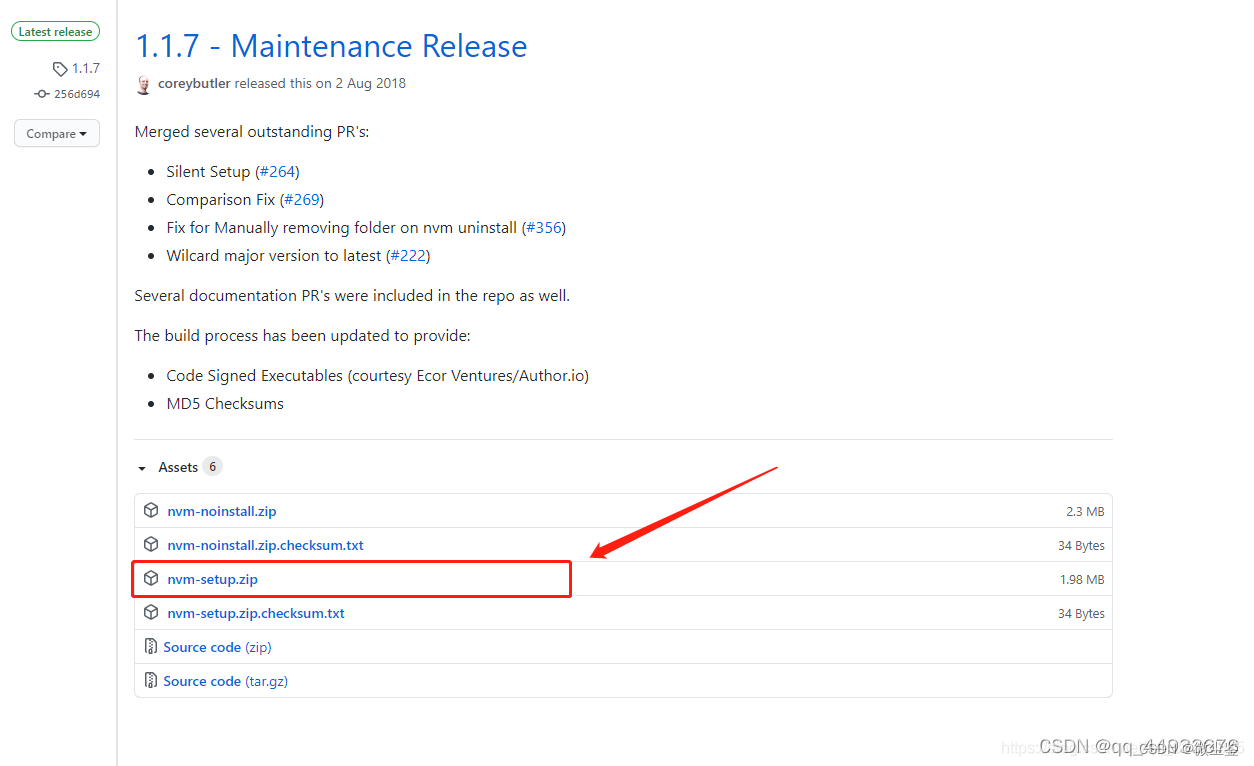 Latest release
1.1.7
256d694
Compare
1.1.7 - Maintenance Release
coreybutler released this on 2 Aug 2018
Merged several outstanding PR's:
Silent Setup (#264)
Comparison Fix (#269)
Fix for Manually removing folder on nvm uninstall (#356)
Wilcard major version to latest (#222)
Several documentation PR's were included in the repo as well.
The build process has been updated to provide:
Code Signed Executables (courtesy Ecor Ventures/Author.io)
MD5 Checksums
Assets 6
nvm-noinstall.zip 2.3 MB
nvm-noinstall.zip.checksum.txt 34 Bytes
nvm-setup.zip 1.98 MB
nvm-setup.zip.checksum.txt 34 Bytes
Source code (zip)
Source code (tar.gz)
CSDN @qq_44933676